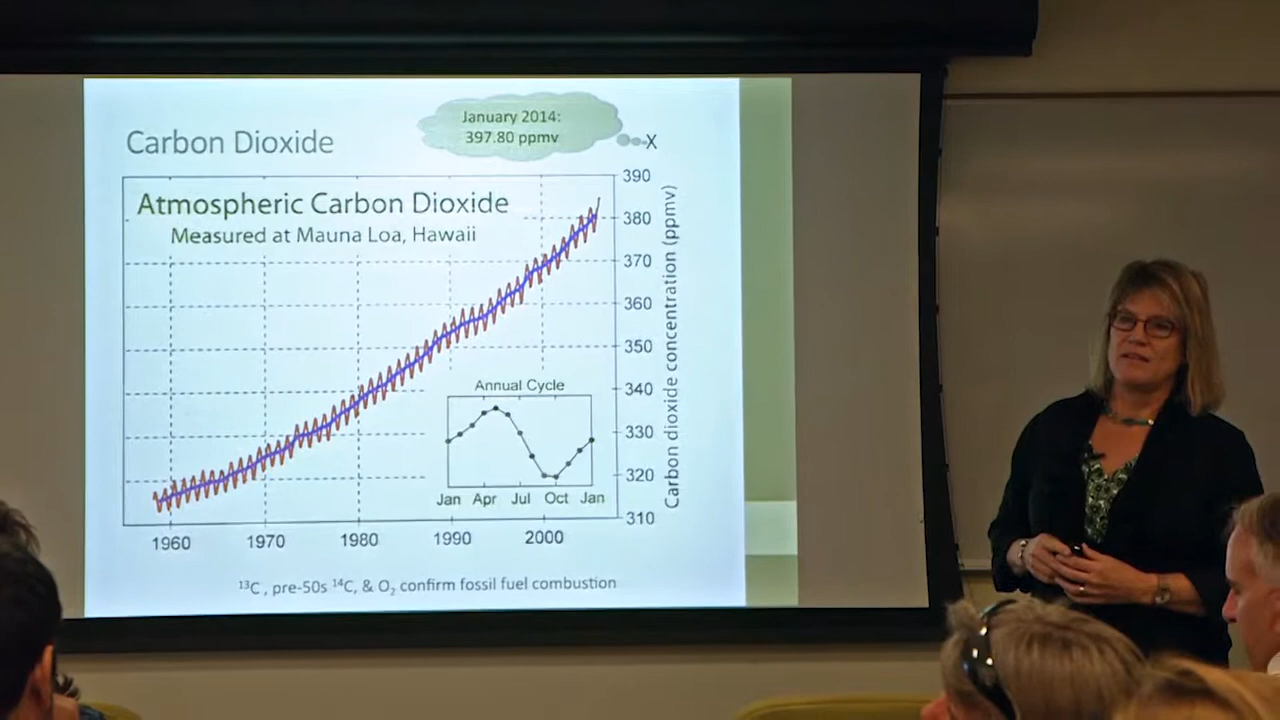 January 2014:
397.80 ppmv
Carbon Dioxide
X
Atmospheric Carbon Dioxide
Measured at Mauna Loa, Hawaii
390
380
370
360
350
340
330
320
310
Carbon dioxide concentration (ppmv)
Annual Cycle
Jan Apr Jul Oct Jan
1960 1970 1980 1990 2000
¹³C , pre-50s ¹⁴C, & O₂ confirm fossil fuel combustion